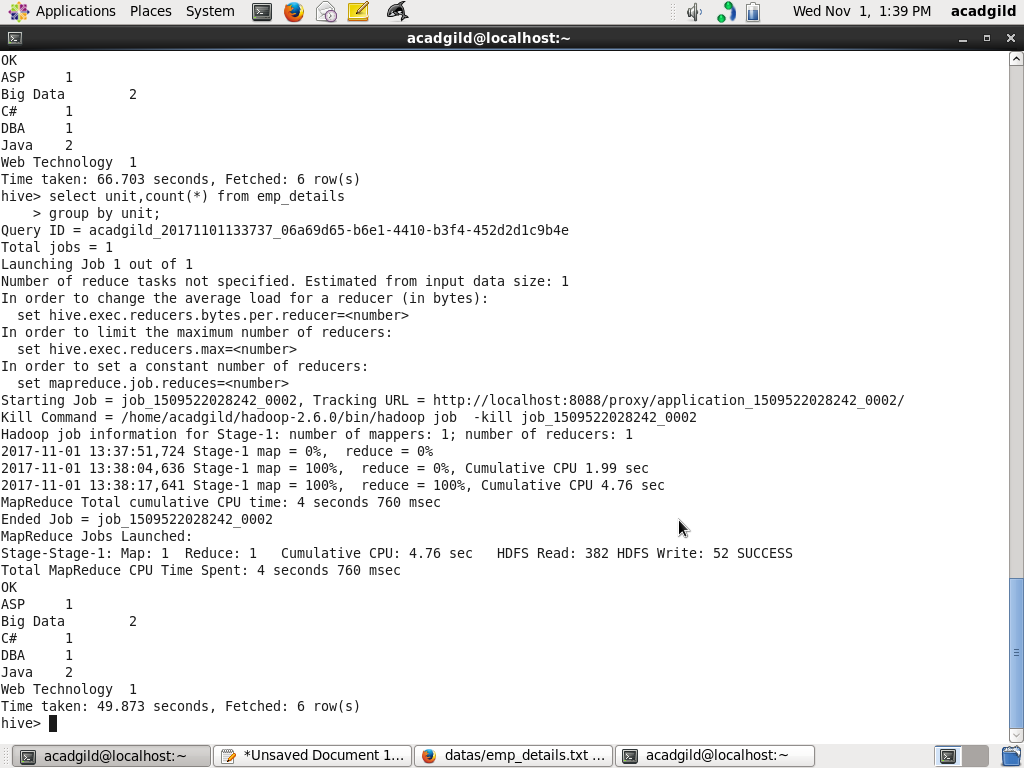 Applications Places System Wed Nov 1, 1:39 PM acadgild
acadgild@localhost:~
OK
ASP 1
Big Data 2
C# 1
DBA 1
Java 2
Web Technology 1
Time taken: 66.703 seconds, Fetched: 6 row(s)
hive> select unit,count(*) from emp_details
    > group by unit;
Query ID = acadgild_20171101133737_06a69d65-b6e1-4410-b3f4-452d2d1c9b4e
Total jobs = 1
Launching Job 1 out of 1
Number of reduce tasks not specified. Estimated from input data size: 1
In order to change the average load for a reducer (in bytes):
  set hive.exec.reducers.bytes.per.reducer=<number>
In order to limit the maximum number of reducers:
  set hive.exec.reducers.max=<number>
In order to set a constant number of reducers:
  set mapreduce.job.reduces=<number>
Starting Job = job_1509522028242_0002, Tracking URL = http://localhost:8088/proxy/application_1509522028242_0002/
Kill Command = /home/acadgild/hadoop-2.6.0/bin/hadoop job  -kill job_1509522028242_0002
Hadoop job information for Stage-1: number of mappers: 1; number of reducers: 1
2017-11-01 13:37:51,724 Stage-1 map = 0%,  reduce = 0%
2017-11-01 13:38:04,636 Stage-1 map = 100%,  reduce = 0%, Cumulative CPU 1.99 sec
2017-11-01 13:38:17,641 Stage-1 map = 100%,  reduce = 100%, Cumulative CPU 4.76 sec
MapReduce Total cumulative CPU time: 4 seconds 760 msec
Ended Job = job_1509522028242_0002
MapReduce Jobs Launched:
Stage-Stage-1: Map: 1  Reduce: 1   Cumulative CPU: 4.76 sec   HDFS Read: 382 HDFS Write: 52 SUCCESS
Total MapReduce CPU Time Spent: 4 seconds 760 msec
OK
ASP 1
Big Data 2
C# 1
DBA 1
Java 2
Web Technology 1
Time taken: 49.873 seconds, Fetched: 6 row(s)
hive>
acadgild@localhost:~ *Unsaved Document 1... datas/emp_details.txt ... acadgild@localhost:~